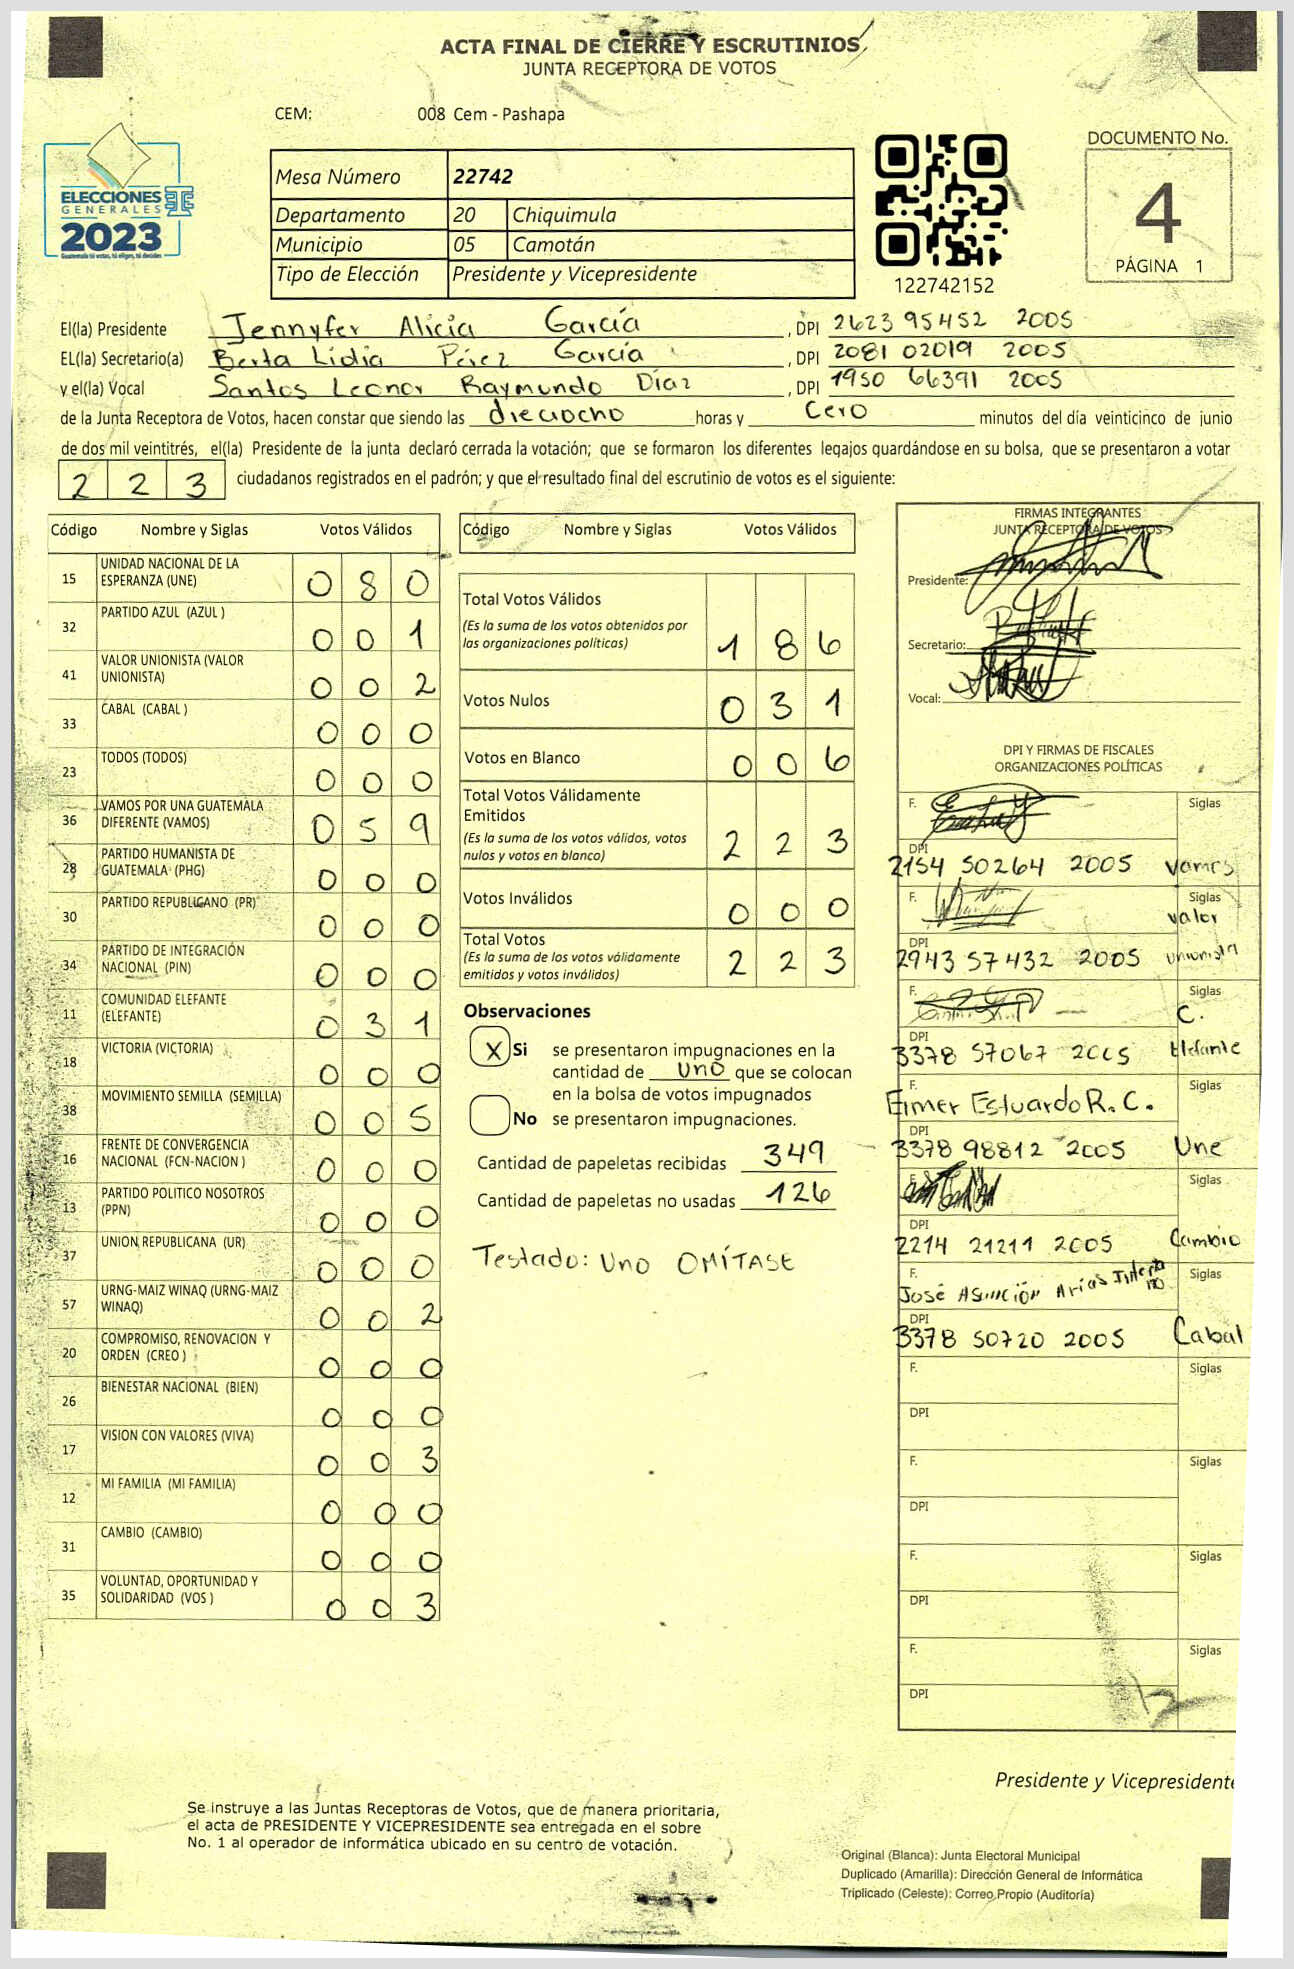 ACTA FINAL DE CIERRE Y ESCRUTINIOS
JUNTA RECEPTORA DE VOTOS
CEM: 008 Cem - Pashapa
DOCUMENTO No.
4
PÁGINA 1
ELECCIONES
GENERALES
2023
Guatemala tú votas, tú eliges, tú decides
Mesa Número 22742
Departamento 20 Chiquimula
Municipio 05 Camotán
Tipo de Elección Presidente y Vicepresidente
122742152
El(la) Presidente Jennyfer Alicia García , DPI 2623 95452 2005
EL(la) Secretario(a) Berta Lidia Pérez García , DPI 2081 02019 2005
y el(la) Vocal Santos Leonor Raymundo Díaz , DPI 1950 66391 2005
de la Junta Receptora de Votos, hacen constar que siendo las dieciocho horas y cero minutos del día veinticinco de junio
de dos mil veintitrés, el(la) Presidente de la junta declaró cerrada la votación; que se formaron los diferentes legajos guardándose en su bolsa, que se presentaron a votar
2 2 3 ciudadanos registrados en el padrón; y que el resultado final del escrutinio de votos es el siguiente:
Código Nombre y Siglas Votos Válidos
15 UNIDAD NACIONAL DE LA
ESPERANZA (UNE) 0 8 0
32 PARTIDO AZUL (AZUL ) 0 0 1
41 VALOR UNIONISTA (VALOR
UNIONISTA) 0 0 2
33 CABAL (CABAL ) 0 0 0
23 TODOS (TODOS) 0 0 0
36 VAMOS POR UNA GUATEMALA
DIFERENTE (VAMOS) 0 5 9
28 PARTIDO HUMANISTA DE
GUATEMALA (PHG) 0 0 0
30 PARTIDO REPUBLICANO (PR) 0 0 0
34 PARTIDO DE INTEGRACIÓN
NACIONAL (PIN) 0 0 0
11 COMUNIDAD ELEFANTE
(ELEFANTE) 0 3 1
18 VICTORIA (VICTORIA) 0 0 0
38 MOVIMIENTO SEMILLA (SEMILLA) 0 0 5
16 FRENTE DE CONVERGENCIA
NACIONAL (FCN-NACION ) 0 0 0
13 PARTIDO POLITICO NOSOTROS
(PPN) 0 0 0
37 UNION REPUBLICANA (UR) 0 0 0
57 URNG-MAIZ WINAQ (URNG-MAIZ
WINAQ) 0 0 2
20 COMPROMISO, RENOVACION Y
ORDEN (CREO ) 0 0 0
26 BIENESTAR NACIONAL (BIEN) 0 0 0
17 VISION CON VALORES (VIVA) 0 0 3
12 MI FAMILIA (MI FAMILIA) 0 0 0
31 CAMBIO (CAMBIO) 0 0 0
35 VOLUNTAD, OPORTUNIDAD Y
SOLIDARIDAD (VOS ) 0 0 3
Código Nombre y Siglas Votos Válidos
Total Votos Válidos
(Es la suma de los votos obtenidos por
las organizaciones políticas) 1 8 6
Votos Nulos 0 3 1
Votos en Blanco 0 0 6
Total Votos Válidamente
Emitidos
(Es la suma de los votos válidos, votos
nulos y votos en blanco) 2 2 3
Votos Inválidos 0 0 0
Total Votos
(Es la suma de los votos válidamente
emitidos y votos inválidos) 2 2 3
Observaciones
X Si se presentaron impugnaciones en la
cantidad de uno que se colocan
en la bolsa de votos impugnados
No se presentaron impugnaciones.
Cantidad de papeletas recibidas 349
Cantidad de papeletas no usadas 126
Testado: Uno OMÍTASE
FIRMAS INTEGRANTES
JUNTA RECEPTORA DE VOTOS
Presidente:
Secretario:
Vocal:
DPI Y FIRMAS DE FISCALES
ORGANIZACIONES POLÍTICAS
F. Siglas
DPI
2154 50264 2005 Vamos
F. Siglas
Valor
DPI
2943 57432 2005 Unionista
F. Siglas
C.
DPI
3378 57067 2005 Elefante
F. Siglas
Elmer Estuardo R. C.
DPI
3378 98812 2005 Une
F. Siglas
DPI
2214 21211 2005 Cambio
F. Siglas
José Asunción Arias
DPI
3378 50720 2005 Cabal
F. Siglas
DPI
F. Siglas
DPI
F. Siglas
DPI
F. Siglas
DPI
Presidente y Vicepresidente
Se instruye a las Juntas Receptoras de Votos, que de manera prioritaria,
el acta de PRESIDENTE Y VICEPRESIDENTE sea entregada en el sobre
No. 1 al operador de informática ubicado en su centro de votación.
Original (Blanca): Junta Electoral Municipal
Duplicado (Amarilla): Dirección General de Informática
Triplicado (Celeste): Correo Propio (Auditoría)